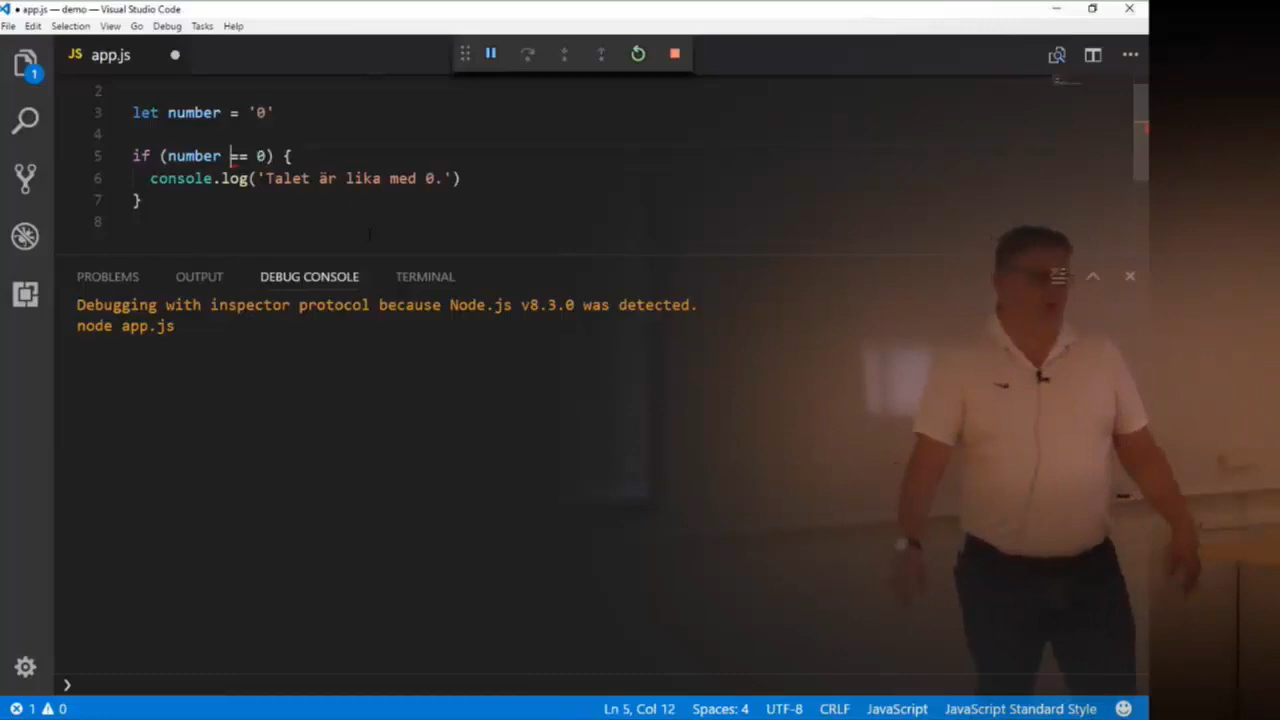 app.js — demo — Visual Studio Code
File Edit Selection View Go Debug Tasks Help
JS app.js
1
2
3 let number = '0'
4
5 if (number == 0) {
6 console.log('Talet är lika med 0.')
7 }
8
PROBLEMS OUTPUT DEBUG CONSOLE TERMINAL
Debugging with inspector protocol because Node.js v8.3.0 was detected.
node app.js
1 0 Ln 5, Col 12 Spaces: 4 UTF-8 CRLF JavaScript JavaScript Standard Style